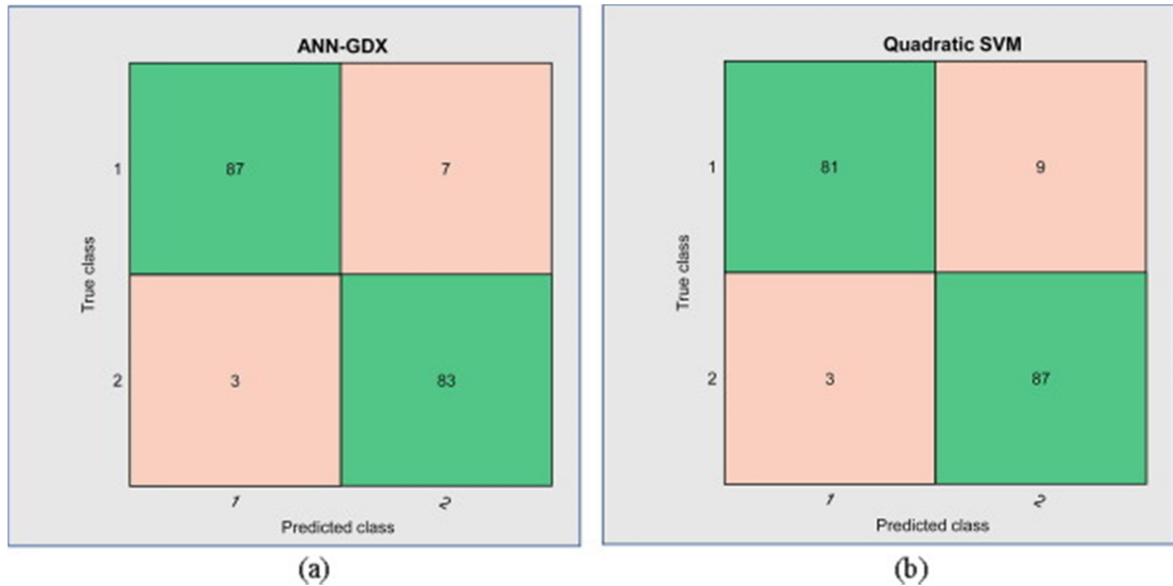 ANN-GDX
True class
1
87
7
2
3
83
1
2
Predicted class
(a)
Quadratic SVM
True class
1
81
9
2
3
87
1
2
Predicted class
(b)